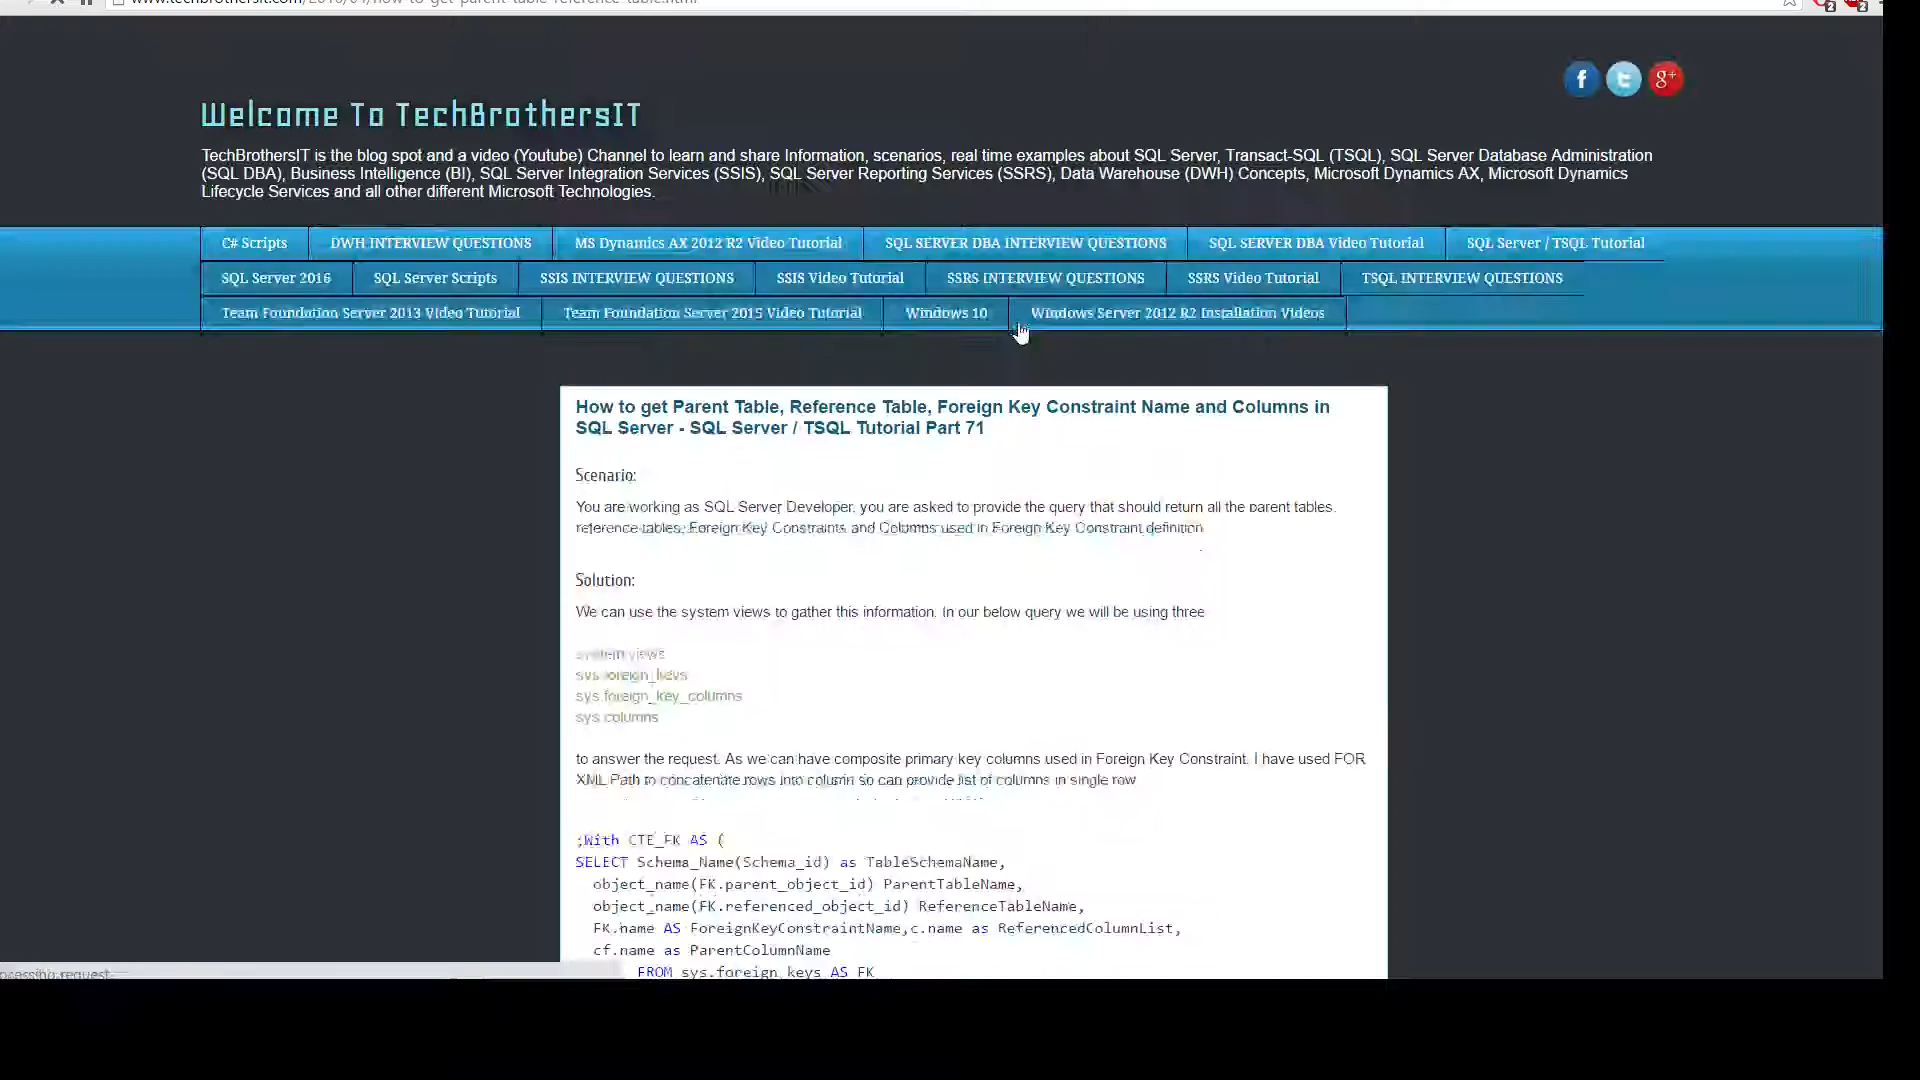 Welcome To TechBrothersIT
TechBrothersIT is the blog spot and a video (Youtube) Channel to learn and share Information, scenarios, real time examples about SQL Server, Transact-SQL (TSQL), SQL Server Database Administration
(SQL DBA), Business Intelligence (BI), SQL Server Integration Services (SSIS), SQL Server Reporting Services (SSRS), Data Warehouse (DWH) Concepts, Microsoft Dynamics AX, Microsoft Dynamics
Lifecycle Services and all other different Microsoft Technologies.
C# Scripts DWH INTERVIEW QUESTIONS MS Dynamics AX 2012 R2 Video Tutorial SQL SERVER DBA INTERVIEW QUESTIONS SQL SERVER DBA Video Tutorial SQL Server / TSQL Tutorial
SQL Server 2016 SQL Server Scripts SSIS INTERVIEW QUESTIONS SSIS Video Tutorial SSRS INTERVIEW QUESTIONS SSRS Video Tutorial TSQL INTERVIEW QUESTIONS
Team Foundation Server 2013 Video Tutorial Team Foundation Server 2015 Video Tutorial Windows 10 Windows Server 2012 R2 Installation Videos
How to get Parent Table, Reference Table, Foreign Key Constraint Name and Columns in
SQL Server - SQL Server / TSQL Tutorial Part 71
Scenario:
You are working as SQL Server Developer, you are asked to provide the query that should return all the parent tables,
reference tables, Foreign Key Constraints and Columns used in Foreign Key Constraint definition
Solution:
We can use the system views to gather this information. In our below query we will be using three
system views
sys.foreign_keys
sys.foreign_key_columns
sys.columns
to answer the request. As we can have composite primary key columns used in Foreign Key Constraint. I have used FOR
XML Path to concatenate rows into column so can provide list of columns in single row
;With CTE_FK AS (
SELECT Schema_Name(Schema_id) as TableSchemaName,
object_name(FK.parent_object_id) ParentTableName,
object_name(FK.referenced_object_id) ReferenceTableName,
FK.name AS ForeignKeyConstraintName,c.name as ReferencedColumnList,
cf.name as ParentColumnName
FROM sys.foreign_keys AS FK